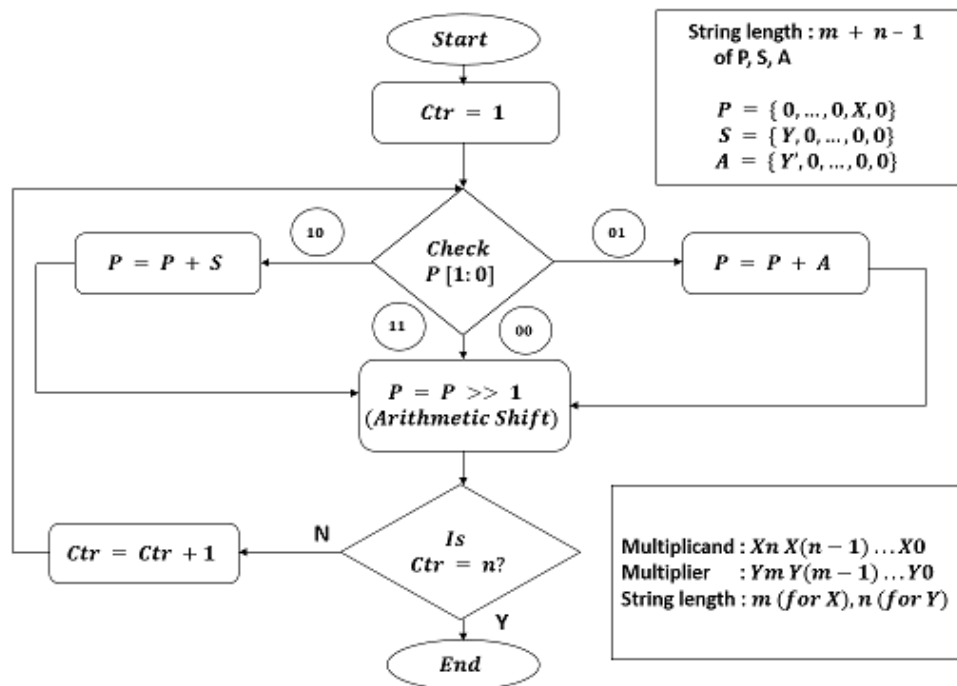 Start
String length : m + n – 1
of P, S, A
P = { 0, ..., 0, X, 0}
S = { Y, 0, ..., 0, 0}
A = { Y', 0, ..., 0, 0}
Ctr = 1
10
01
P = P + S
Check
P [1: 0]
P = P + A
11
00
P = P >> 1
(Arithmetic Shift)
N
Ctr = Ctr + 1
Is
Ctr = n?
Y
End
Multiplicand : Xn X(n − 1) ... X0
Multiplier : Ym Y(m − 1) ... Y0
String length : m (for X), n (for Y)